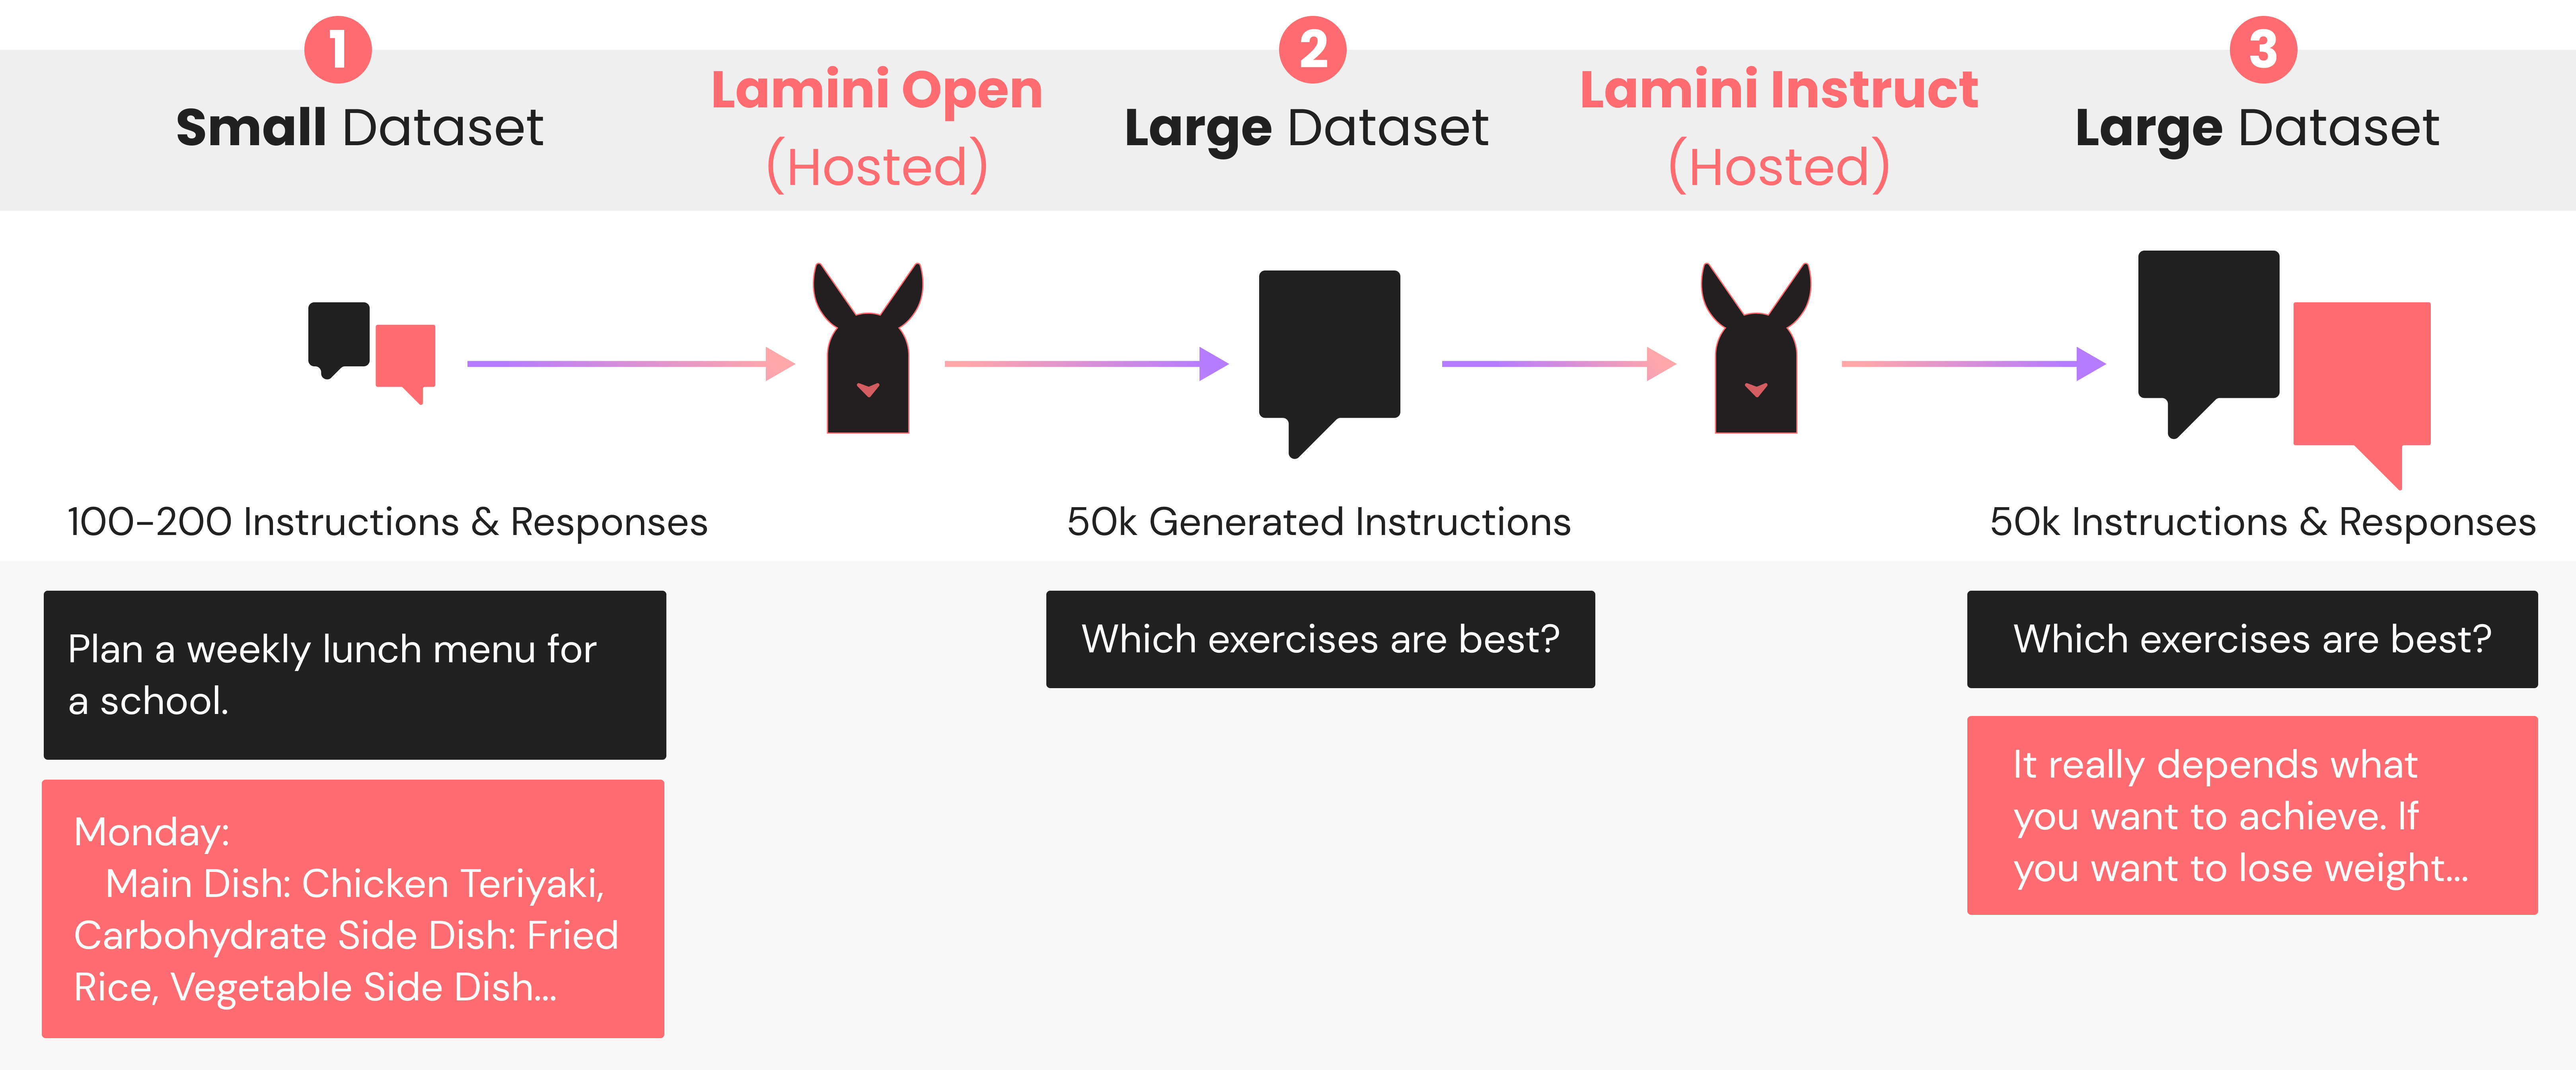 1
Small Dataset
Lamini Open
(Hosted)
2
Large Dataset
Lamini Instruct
(Hosted)
3
Large Dataset
100-200 Instructions & Responses
50k Generated Instructions
50k Instructions & Responses
Plan a weekly lunch menu for
a school.
Monday:
Main Dish: Chicken Teriyaki,
Carbohydrate Side Dish: Fried
Rice, Vegetable Side Dish...
Which exercises are best?
Which exercises are best?
It really depends what
you want to achieve. If
you want to lose weight...